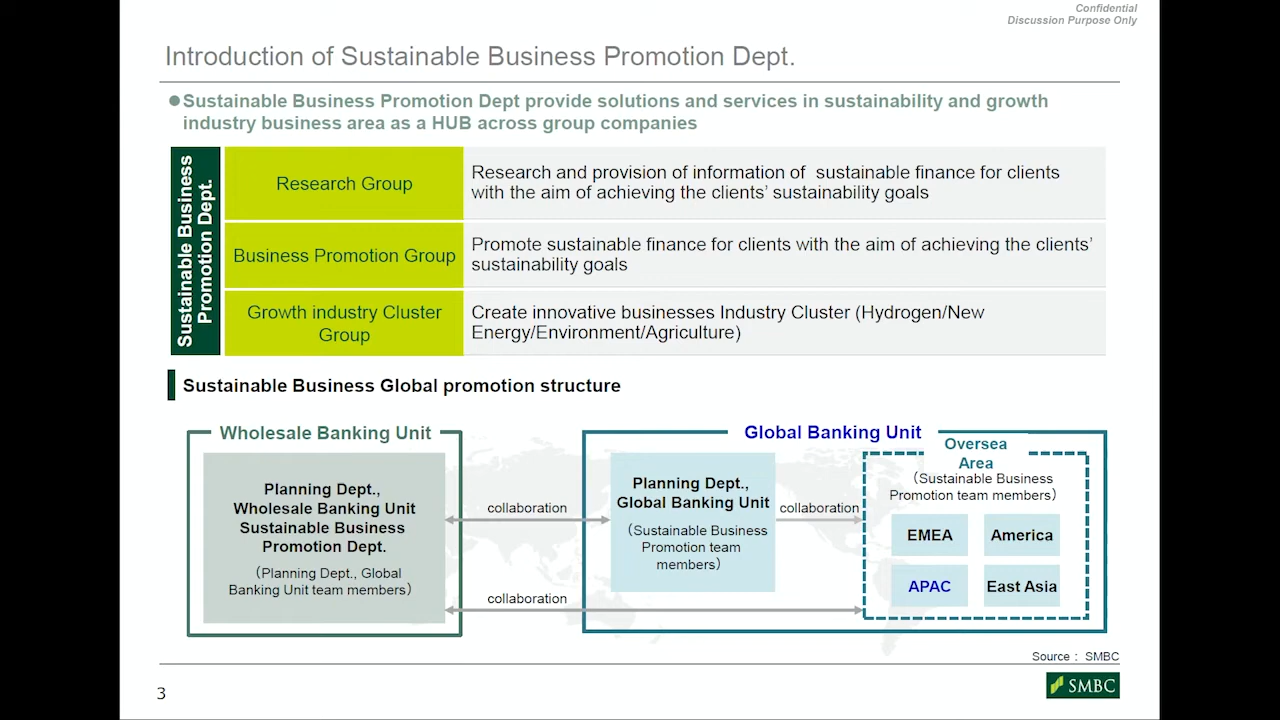 Confidential
Discussion Purpose Only
Introduction of Sustainable Business Promotion Dept.
●Sustainable Business Promotion Dept provide solutions and services in sustainability and growth
industry business area as a HUB across group companies
Sustainable Business
Promotion Dept.
Research Group
Research and provision of information of sustainable finance for clients
with the aim of achieving the clients’ sustainability goals
Business Promotion Group
Promote sustainable finance for clients with the aim of achieving the clients’
sustainability goals
Growth industry Cluster
Group
Create innovative businesses Industry Cluster (Hydrogen/New
Energy/Environment/Agriculture)
Sustainable Business Global promotion structure
Wholesale Banking Unit
Planning Dept.,
Wholesale Banking Unit
Sustainable Business
Promotion Dept.
（Planning Dept., Global
Banking Unit team members）
collaboration
collaboration
Global Banking Unit
Planning Dept.,
Global Banking Unit
（Sustainable Business
Promotion team
members）
collaboration
Oversea
Area
（Sustainable Business
Promotion team members）
EMEA
America
APAC
East Asia
Source： SMBC
3
SMBC